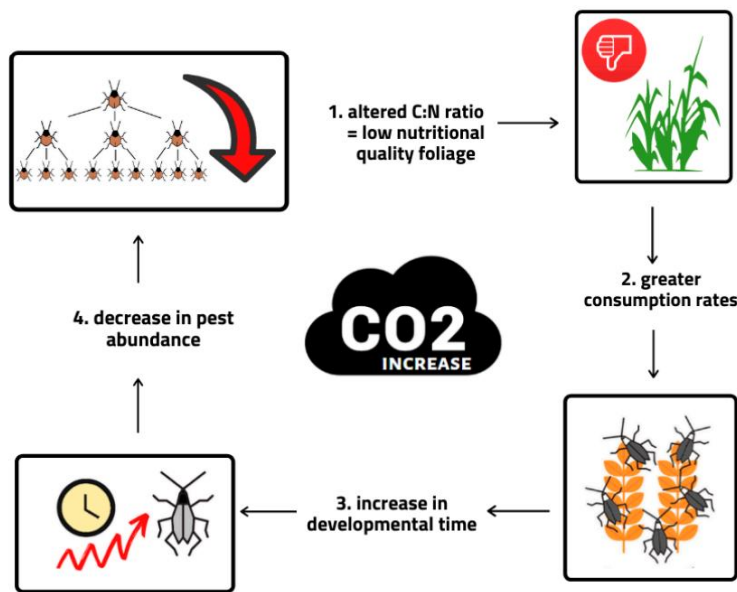 1. altered C:N ratio
= low nutritional
quality foliage
2. greater
consumption rates
3. increase in
developmental time
4. decrease in pest
abundance
CO2
INCREASE